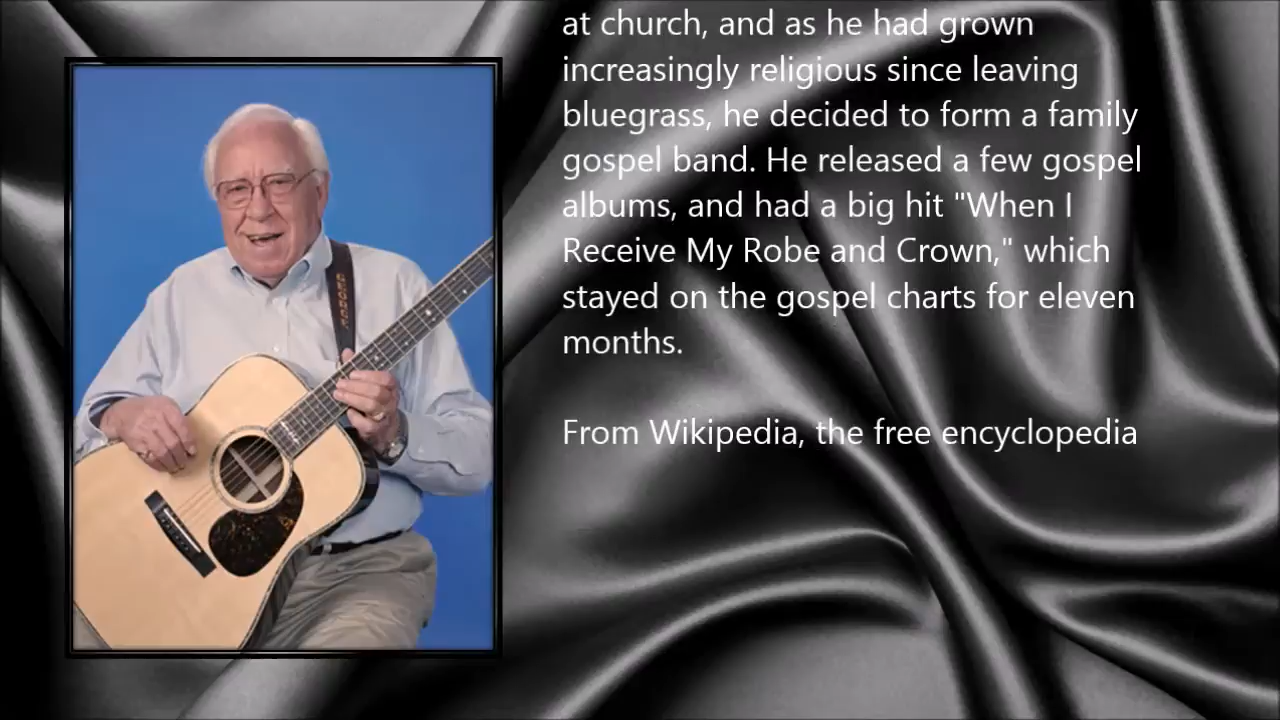 at church, and as he had grown
increasingly religious since leaving
bluegrass, he decided to form a family
gospel band. He released a few gospel
albums, and had a big hit "When I
Receive My Robe and Crown," which
stayed on the gospel charts for eleven
months.
From Wikipedia, the free encyclopedia